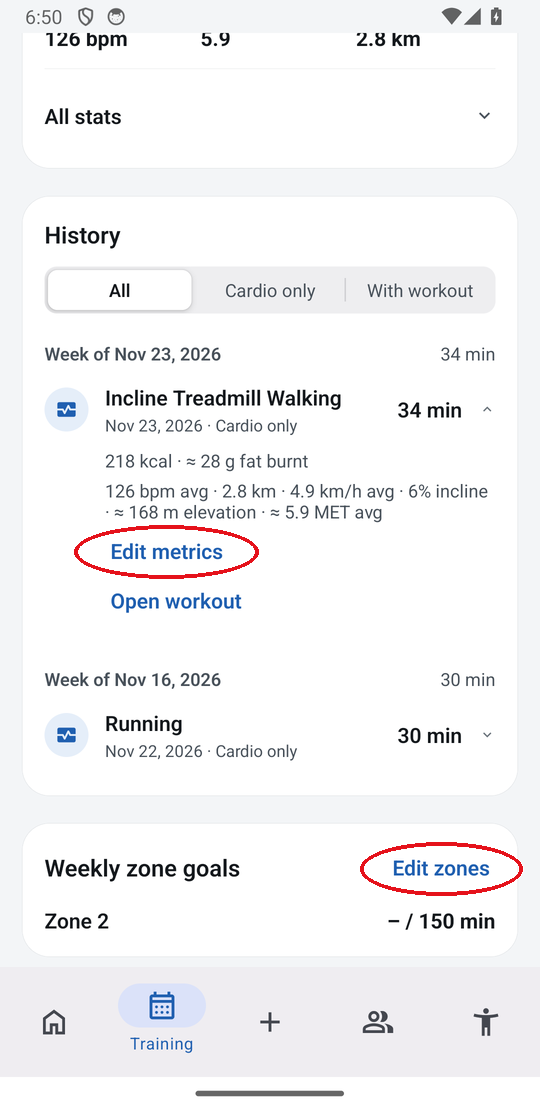 6:50
126 bpm 5.9 2.8 km
All stats
History
All Cardio only With workout
Week of Nov 23, 2026 34 min
Incline Treadmill Walking
34 min
Nov 23, 2026 · Cardio only
218 kcal · ≈ 28 g fat burnt
126 bpm avg · 2.8 km · 4.9 km/h avg · 6% incline
· ≈ 168 m elevation · ≈ 5.9 MET avg
Edit metrics
Open workout
Week of Nov 16, 2026 30 min
Running
30 min
Nov 22, 2026 · Cardio only
Weekly zone goals Edit zones
Zone 2 – / 150 min
Training